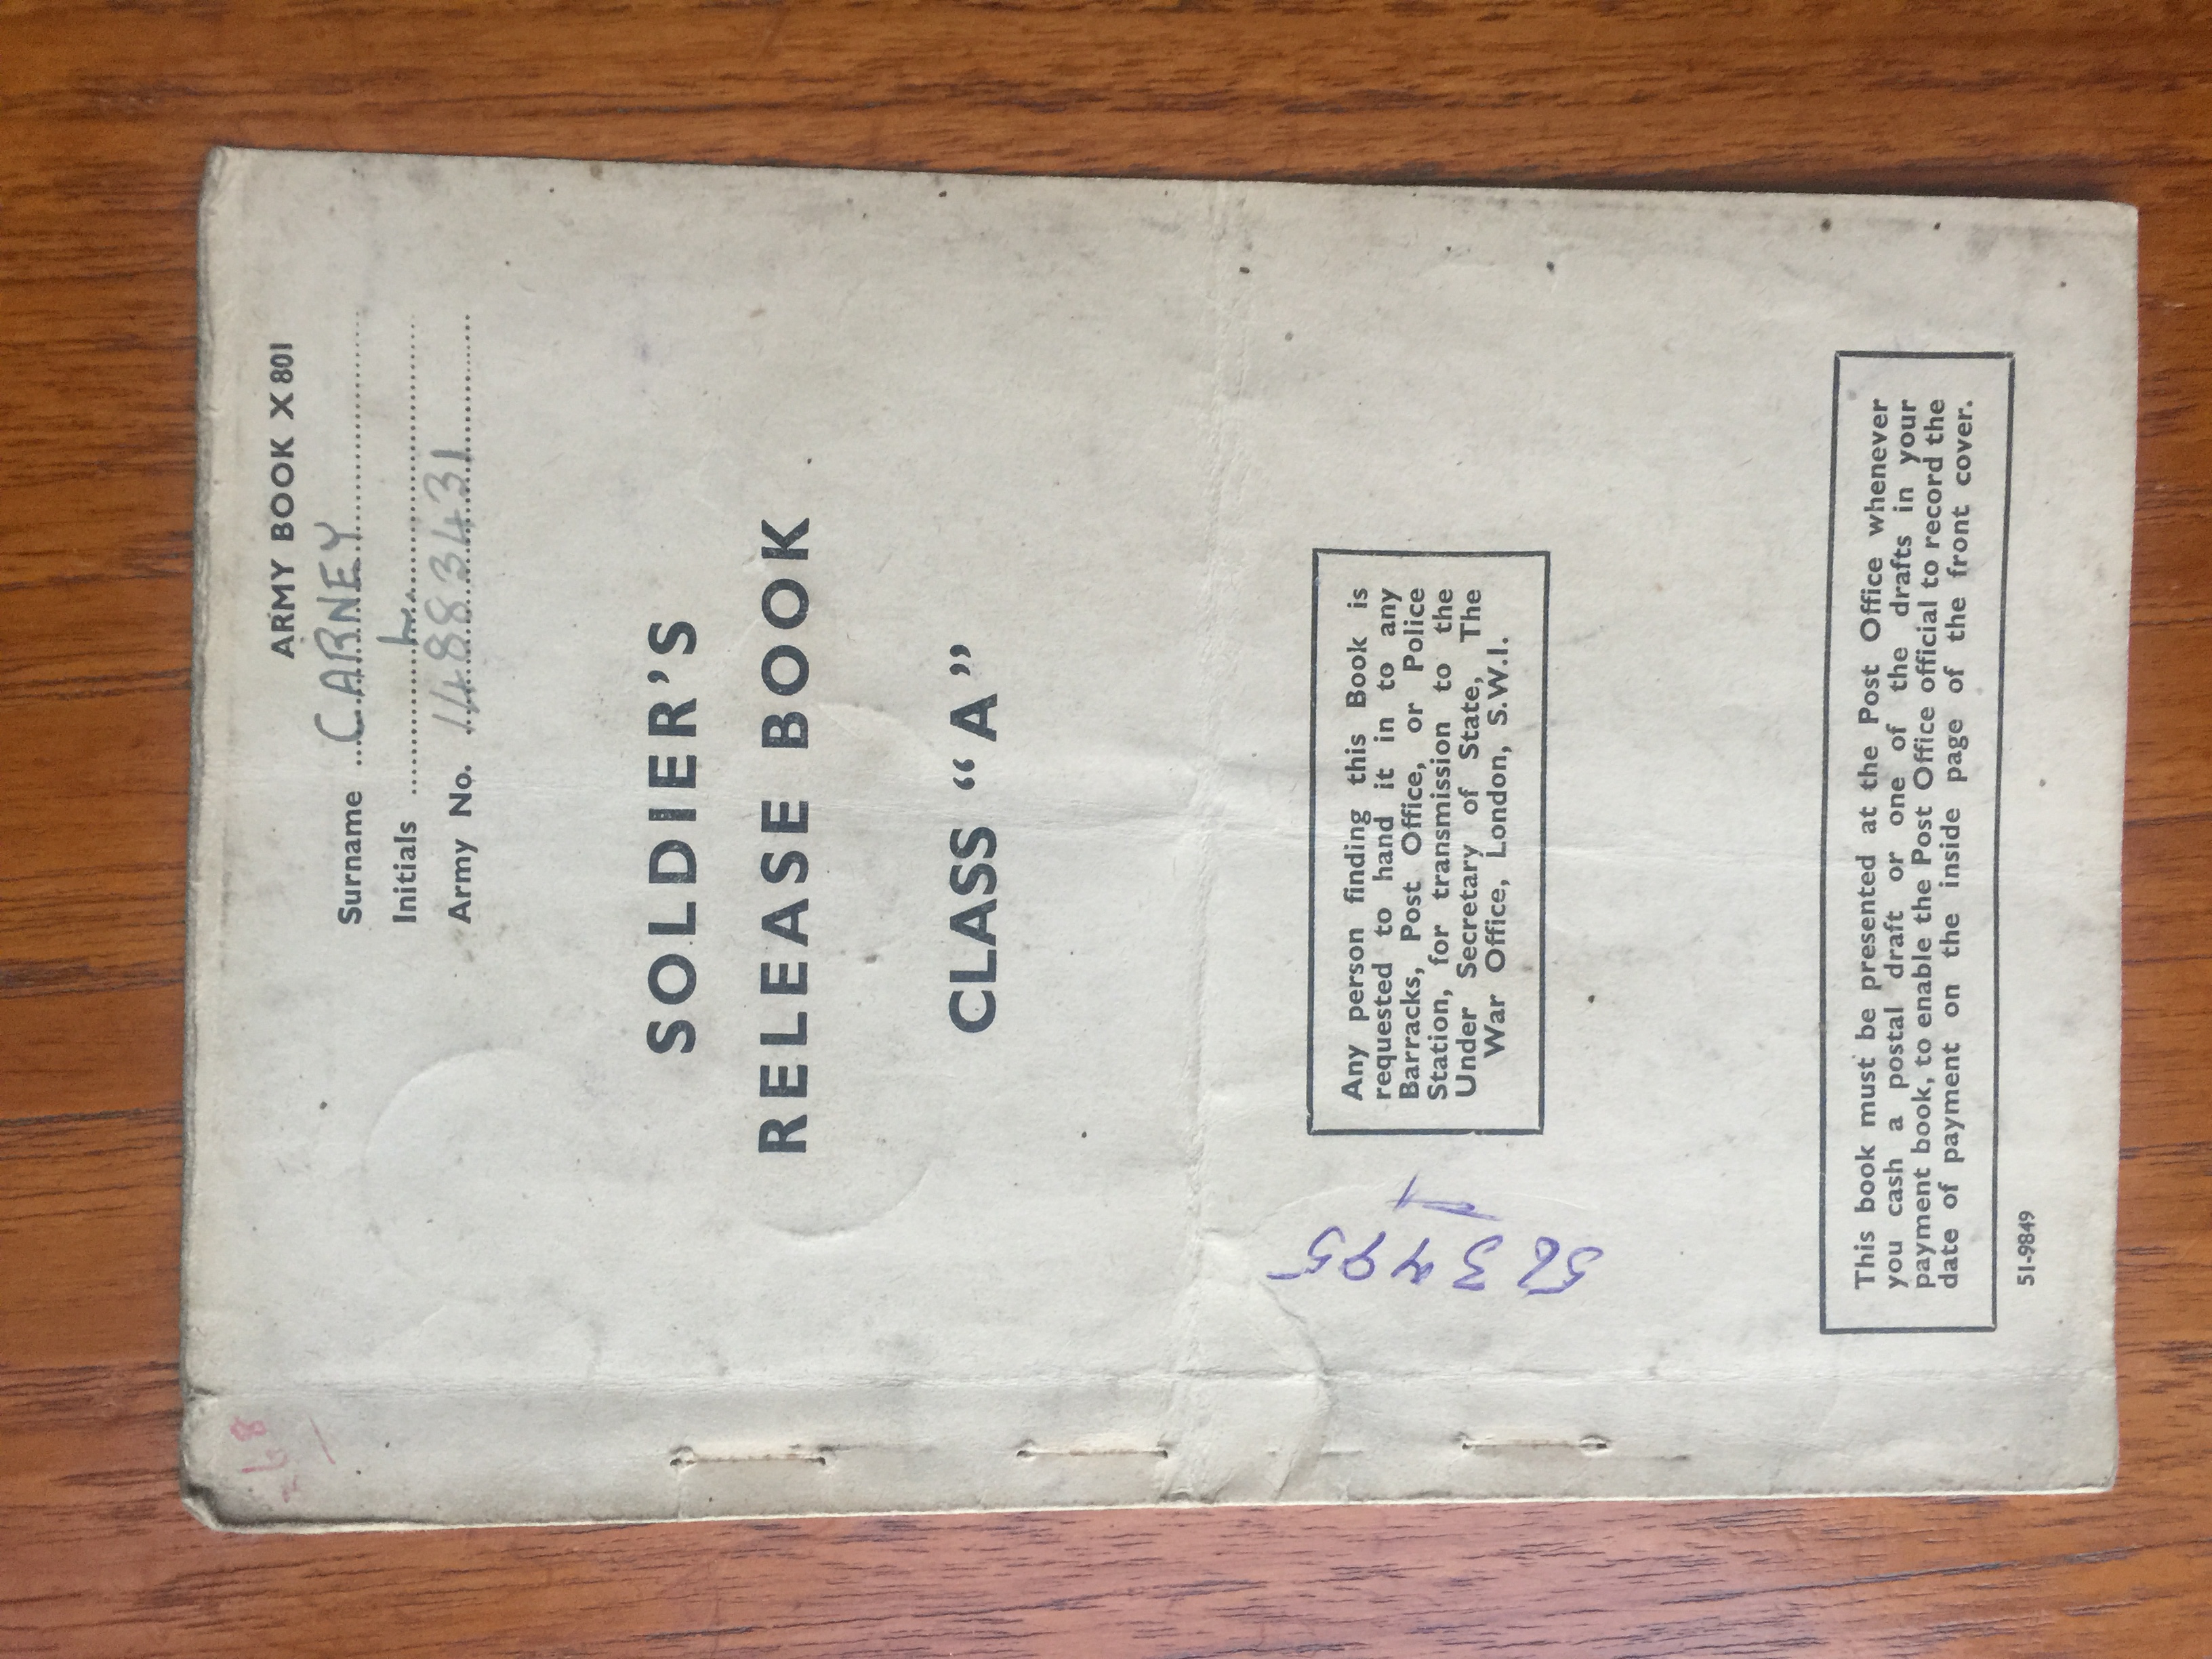 ARMY BOOK X 801
Surname CARNEY
Initials L
Army No. 14883431
SOLDIER'S
RELEASE BOOK
CLASS “A”
Any person finding this Book is
requested to hand it in to any
Barracks, Post Office, or Police
Station, for transmission to the
Under Secretary of State, The
War Office, London, S.W.1.
This book must be presented at the Post Office whenever
you cash a postal draft or one of the drafts in your
payment book, to enable the Post Office official to record the
date of payment on the inside page of the front cover.
51-9849